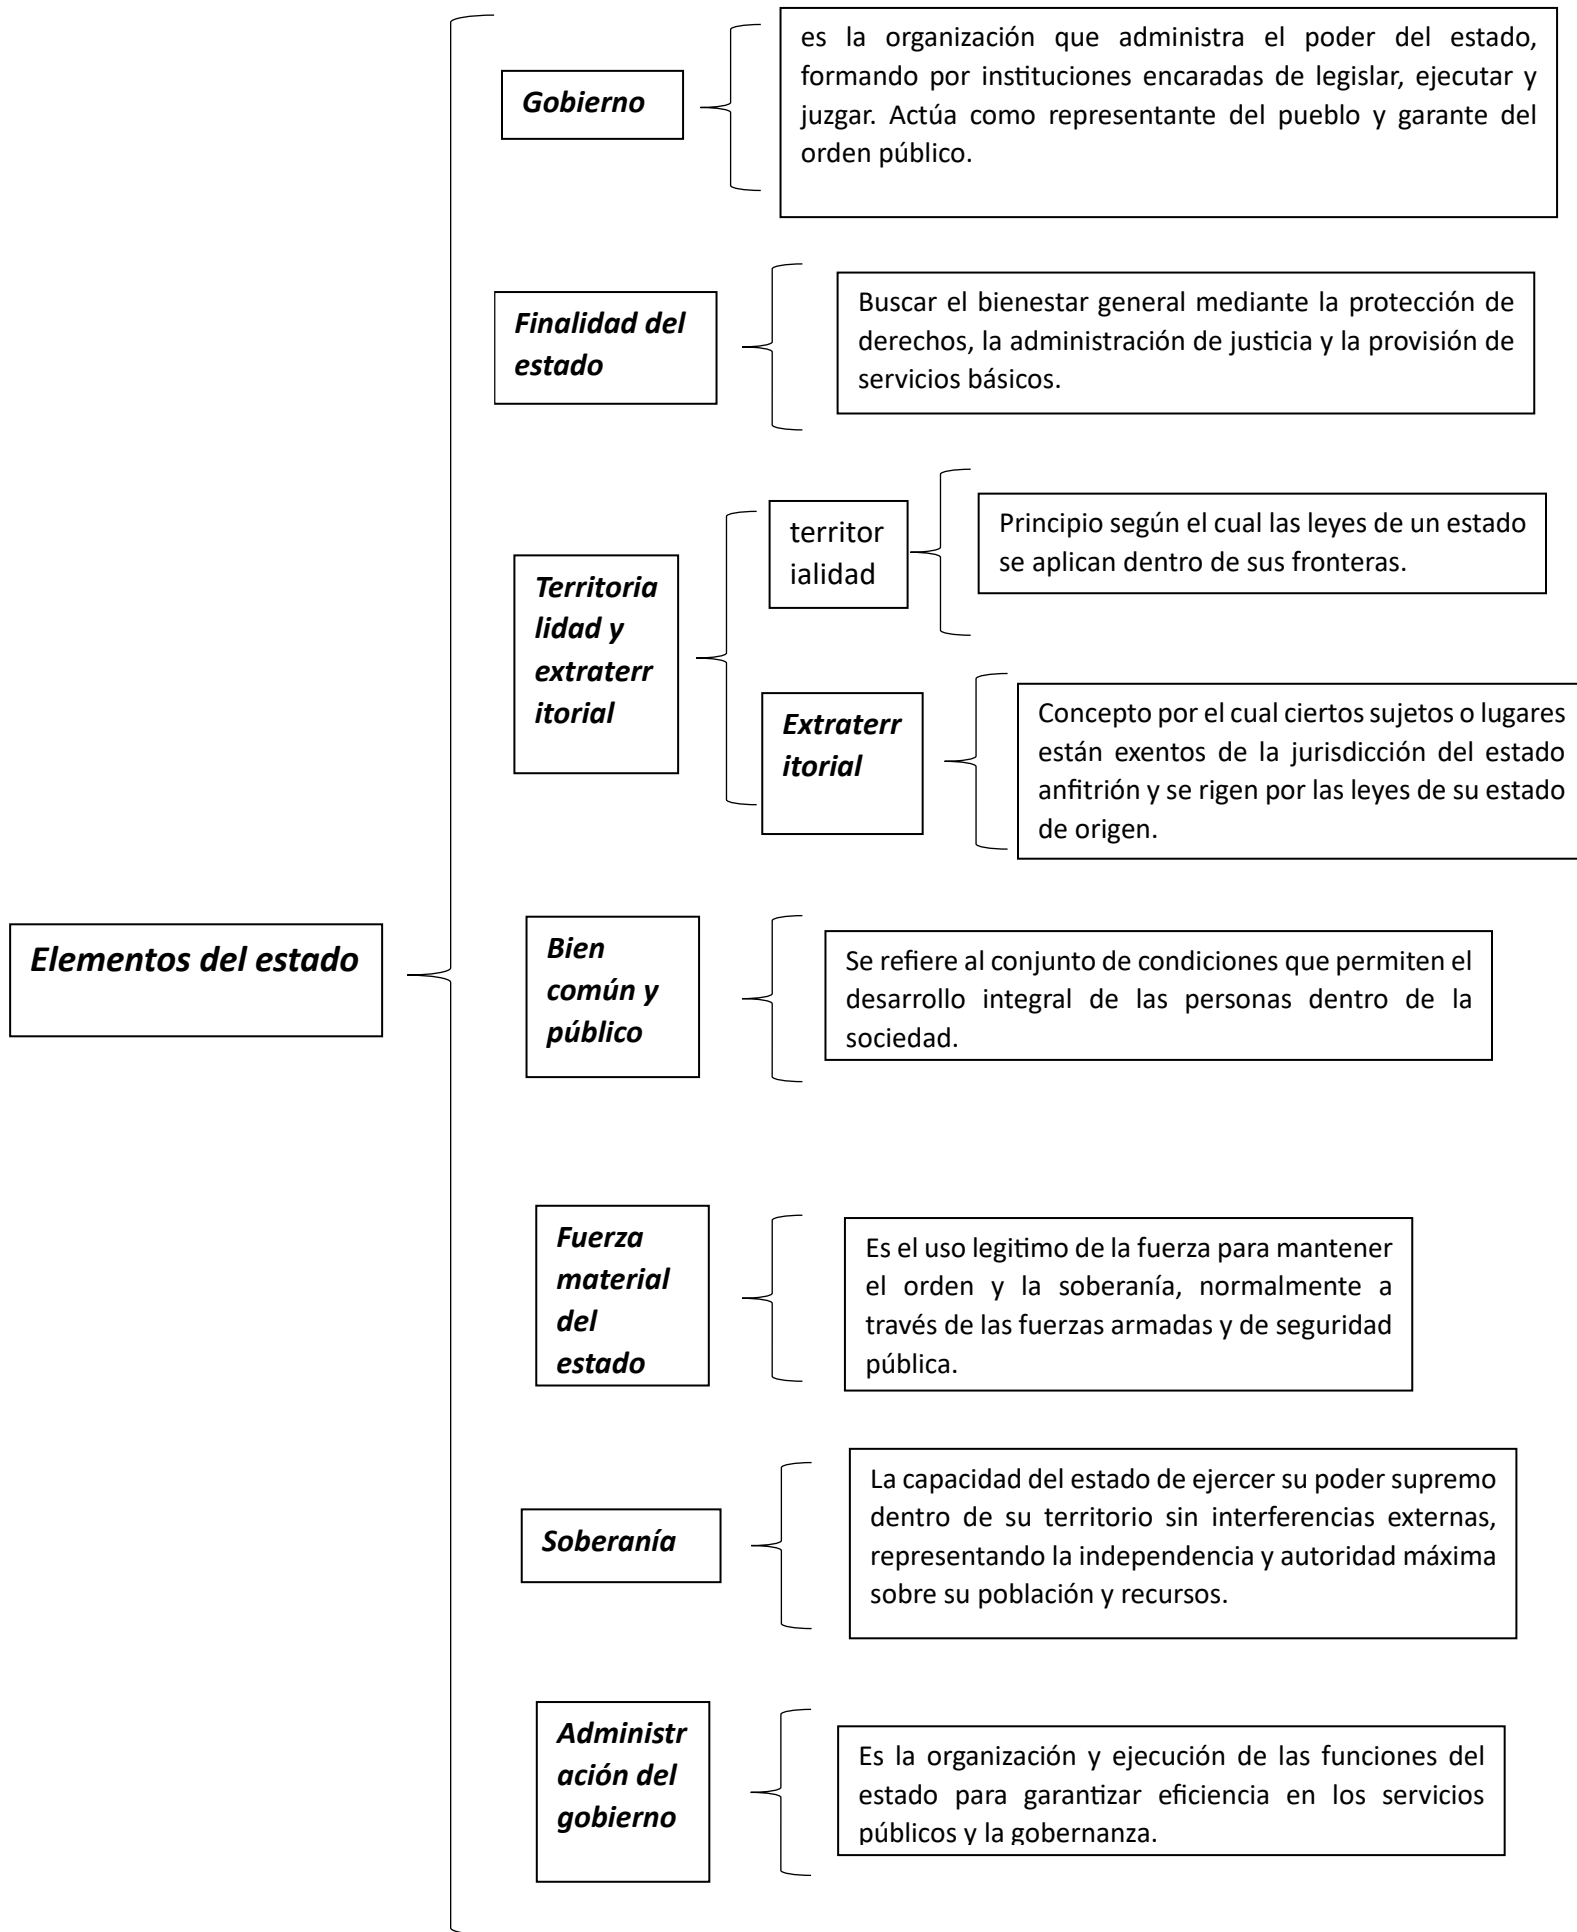 Elementos del estado
Gobierno
es la organización que administra el poder del estado,
formando por instituciones encaradas de legislar, ejecutar y
juzgar. Actúa como representante del pueblo y garante del
orden público.
Finalidad del
estado
Buscar el bienestar general mediante la protección de
derechos, la administración de justicia y la provisión de
servicios básicos.
Territoria
lidad y
extraterr
itorial
territor
ialidad
Principio según el cual las leyes de un estado
se aplican dentro de sus fronteras.
Extraterr
itorial
Concepto por el cual ciertos sujetos o lugares
están exentos de la jurisdicción del estado
anfitrión y se rigen por las leyes de su estado
de origen.
Bien
común y
público
Se refiere al conjunto de condiciones que permiten el
desarrollo integral de las personas dentro de la
sociedad.
Fuerza
material
del
estado
Es el uso legitimo de la fuerza para mantener
el orden y la soberanía, normalmente a
través de las fuerzas armadas y de seguridad
pública.
Soberanía
La capacidad del estado de ejercer su poder supremo
dentro de su territorio sin interferencias externas,
representando la independencia y autoridad máxima
sobre su población y recursos.
Administr
ación del
gobierno
Es la organización y ejecución de las funciones del
estado para garantizar eficiencia en los servicios
públicos y la gobernanza.